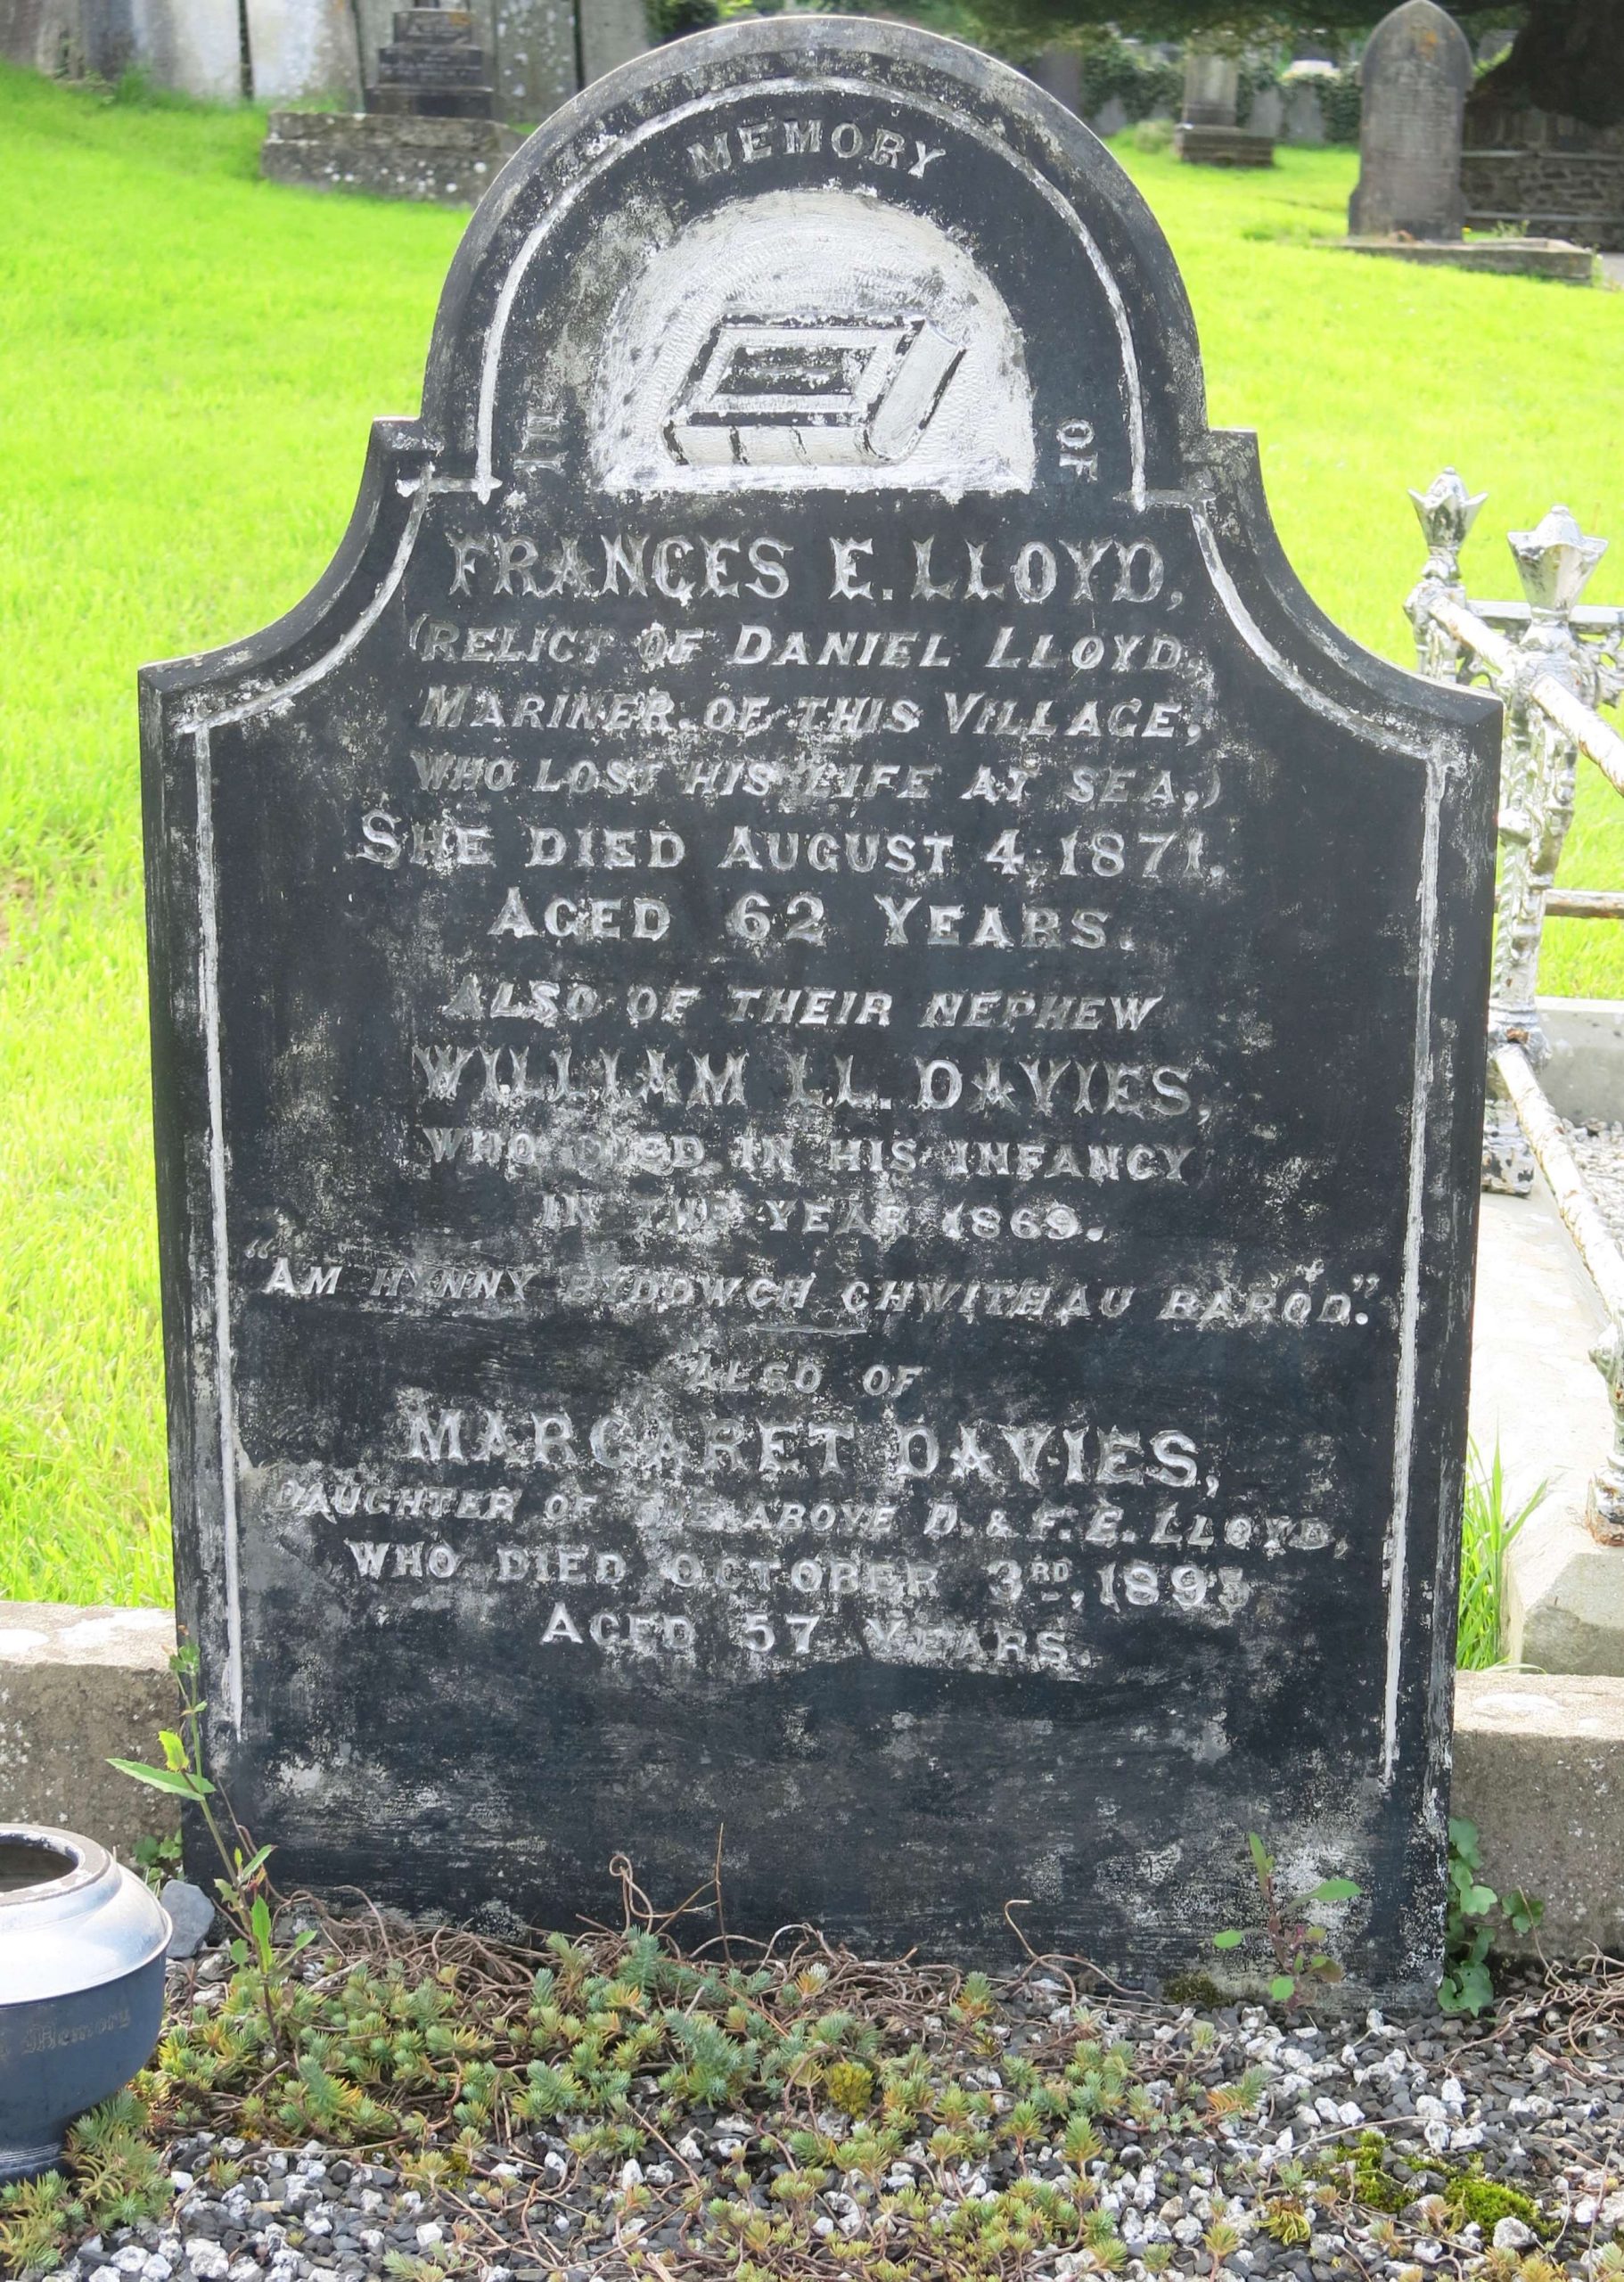 IN MEMORY OF
FRANCES E. LLOYD,
(RELICT OF DANIEL LLOYD,
MARINER, OF THIS VILLAGE,
WHO LOST HIS LIFE AT SEA,)
SHE DIED AUGUST 4, 1871,
AGED 62 YEARS.
ALSO OF THEIR NEPHEW
WILLIAM LL. DAVIES,
WHO DIED IN HIS INFANCY
IN THE YEAR 1869.
"AM HYNNY BYDDWCH CHWITHAU BAROD."
ALSO OF
MARGARET DAVIES,
DAUGHTER OF THE ABOVE D. & F. E. LLOYD,
WHO DIED OCTOBER 3RD, 1895
AGED 57 YEARS.
Memory